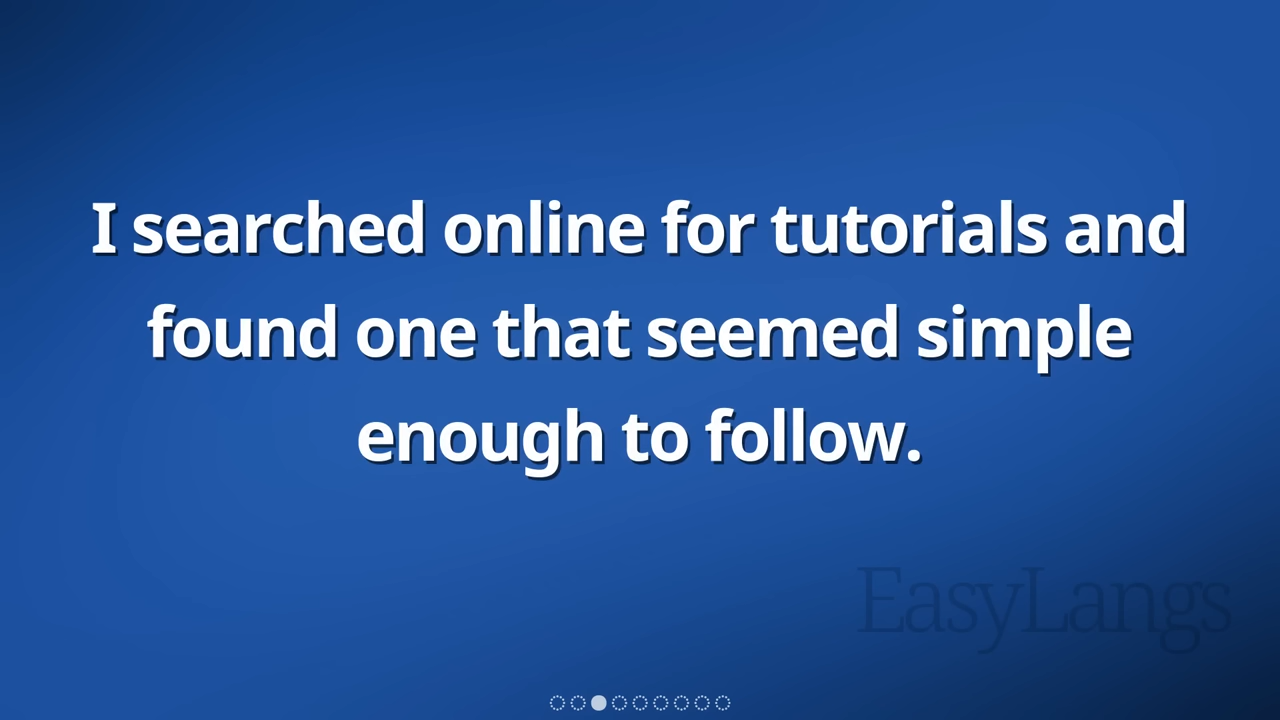 I searched online for tutorials and
found one that seemed simple
enough to follow.
EasyLangs